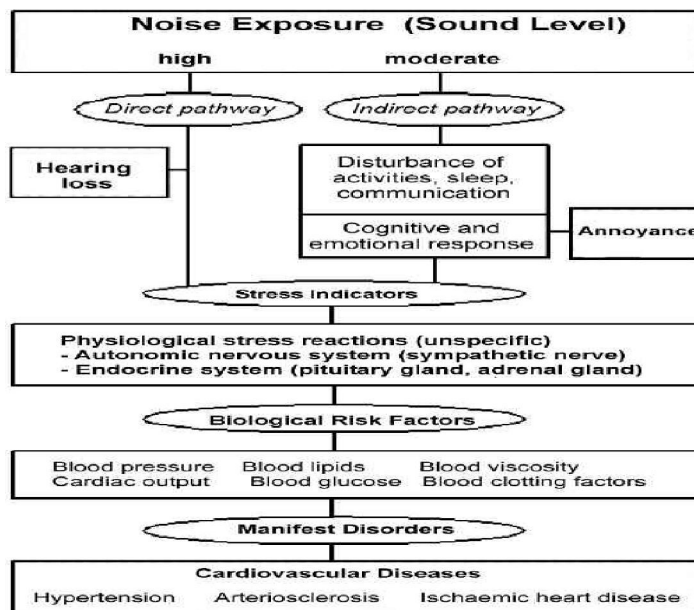 Noise Exposure (Sound Level)
high moderate
Direct pathway Indirect pathway
Hearing
loss
Disturbance of
activities, sleep,
communication
Cognitive and
emotional response
Annoyance
Stress Indicators
Physiological stress reactions (unspecific)
- Autonomic nervous system (sympathetic nerve)
- Endocrine system (pituitary gland, adrenal gland)
Biological Risk Factors
Blood pressure Blood lipids Blood viscosity
Cardiac output Blood glucose Blood clotting factors
Manifest Disorders
Cardiovascular Diseases
Hypertension Arteriosclerosis Ischaemic heart disease